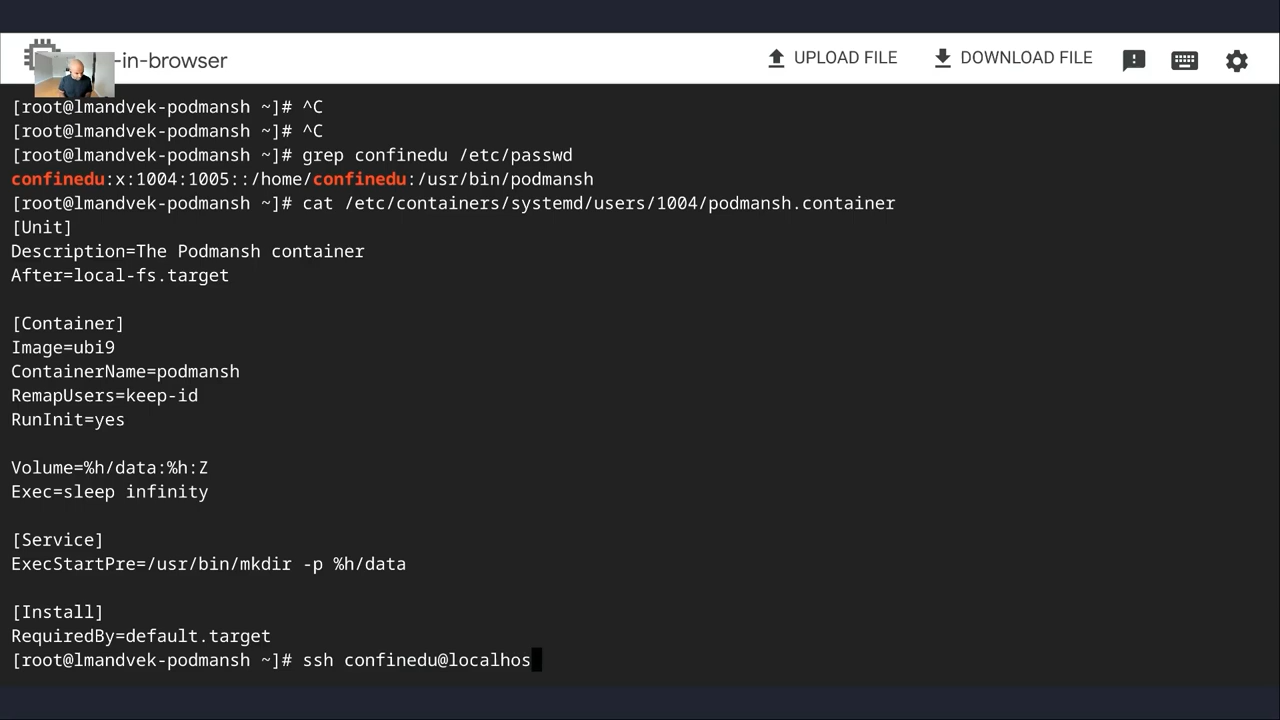 -in-browser
UPLOAD FILE
DOWNLOAD FILE
[root@lmandvek-podmansh ~]# ^C
[root@lmandvek-podmansh ~]# ^C
[root@lmandvek-podmansh ~]# grep confinedu /etc/passwd
confinedu:x:1004:1005::/home/confinedu:/usr/bin/podmansh
[root@lmandvek-podmansh ~]# cat /etc/containers/systemd/users/1004/podmansh.container
[Unit]
Description=The Podmansh container
After=local-fs.target
[Container]
Image=ubi9
ContainerName=podmansh
RemapUsers=keep-id
RunInit=yes
Volume=%h/data:%h:Z
Exec=sleep infinity
[Service]
ExecStartPre=/usr/bin/mkdir -p %h/data
[Install]
RequiredBy=default.target
[root@lmandvek-podmansh ~]# ssh confinedu@localhos